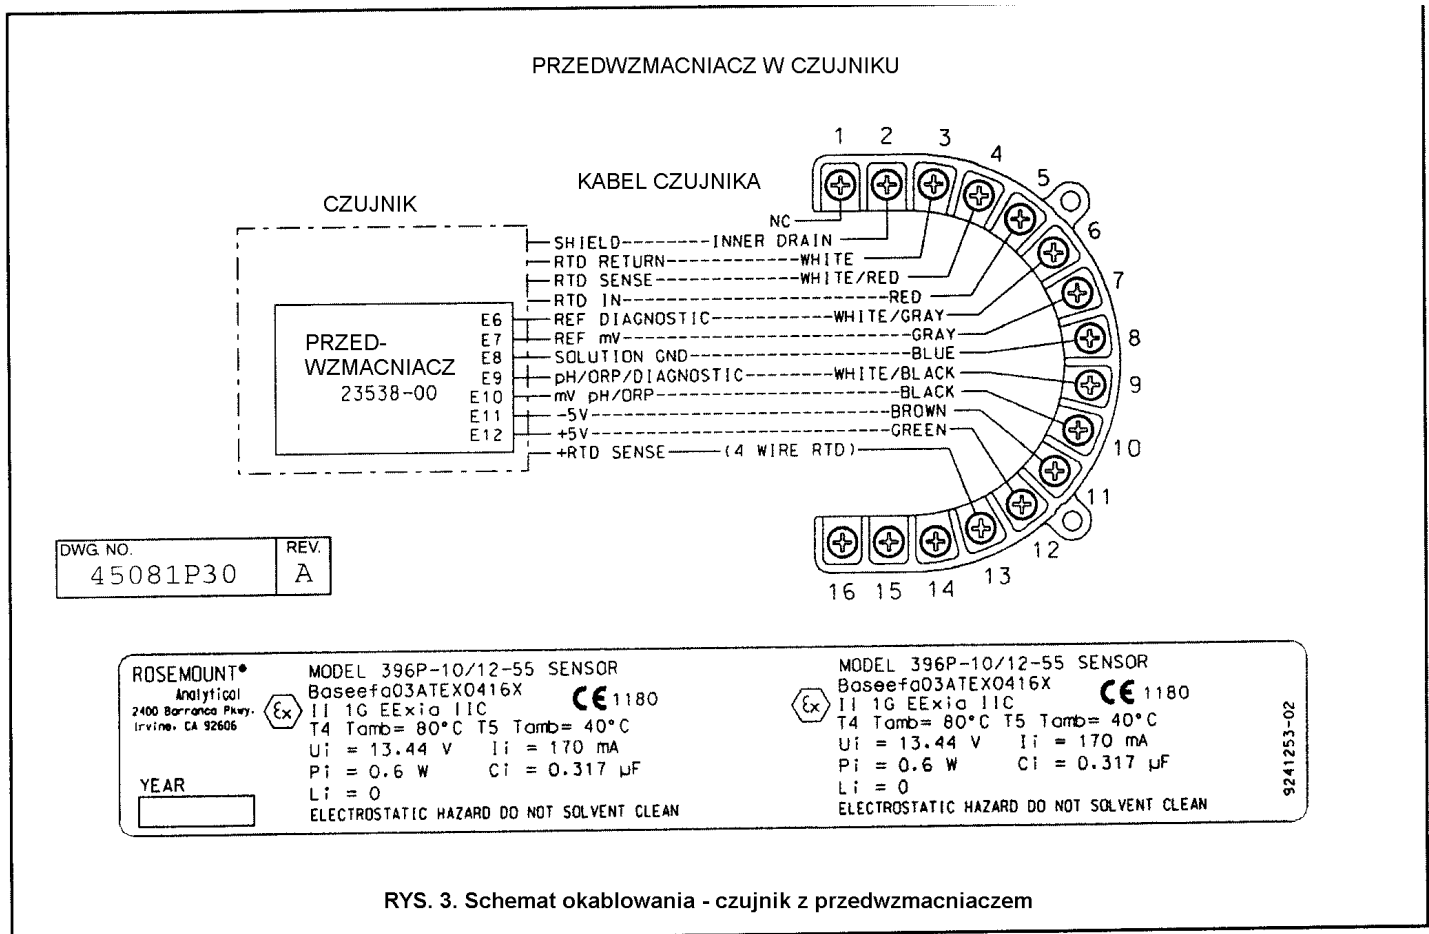 PRZEDWZMACNIACZ W CZUJNIKU
1 2 3 4 5 6 7 8 9 10 11 12 13 14 15 16
KABEL CZUJNIKA
CZUJNIK
NC
SHIELD INNER DRAIN
RTD RETURN WHITE
RTD SENSE WHITE/RED
RTD IN RED
E6 REF DIAGNOSTIC WHITE/GRAY
E7 REF mV GRAY
E8 SOLUTION GND BLUE
E9 pH/ORP/DIAGNOSTIC WHITE/BLACK
E10 mV pH/ORP BLACK
E11 -5V BROWN
E12 +5V GREEN
+RTD SENSE (4 WIRE RTD)
PRZED-
WZMACNIACZ
23538-00
DWG. NO.
45081P30
REV.
A
ROSEMOUNT
Analytical
2400 Barranca Pkwy.
Irvine, CA 92606
YEAR
MODEL 396P-10/12-55 SENSOR
Baseefa03ATEX0416X
Ex
CE 1180
II 1G EExia IIC
T4 Tamb= 80°C T5 Tamb= 40°C
Ui = 13.44 V Ii = 170 mA
Pi = 0.6 W Ci = 0.317 µF
Li = 0
ELECTROSTATIC HAZARD DO NOT SOLVENT CLEAN
MODEL 396P-10/12-55 SENSOR
Baseefa03ATEX0416X
Ex
CE 1180
II 1G EExia IIC
T4 Tamb= 80°C T5 Tamb= 40°C
Ui = 13.44 V Ii = 170 mA
Pi = 0.6 W Ci = 0.317 µF
Li = 0
ELECTROSTATIC HAZARD DO NOT SOLVENT CLEAN
9241253-02
RYS. 3. Schemat okablowania - czujnik z przedwzmacniaczem